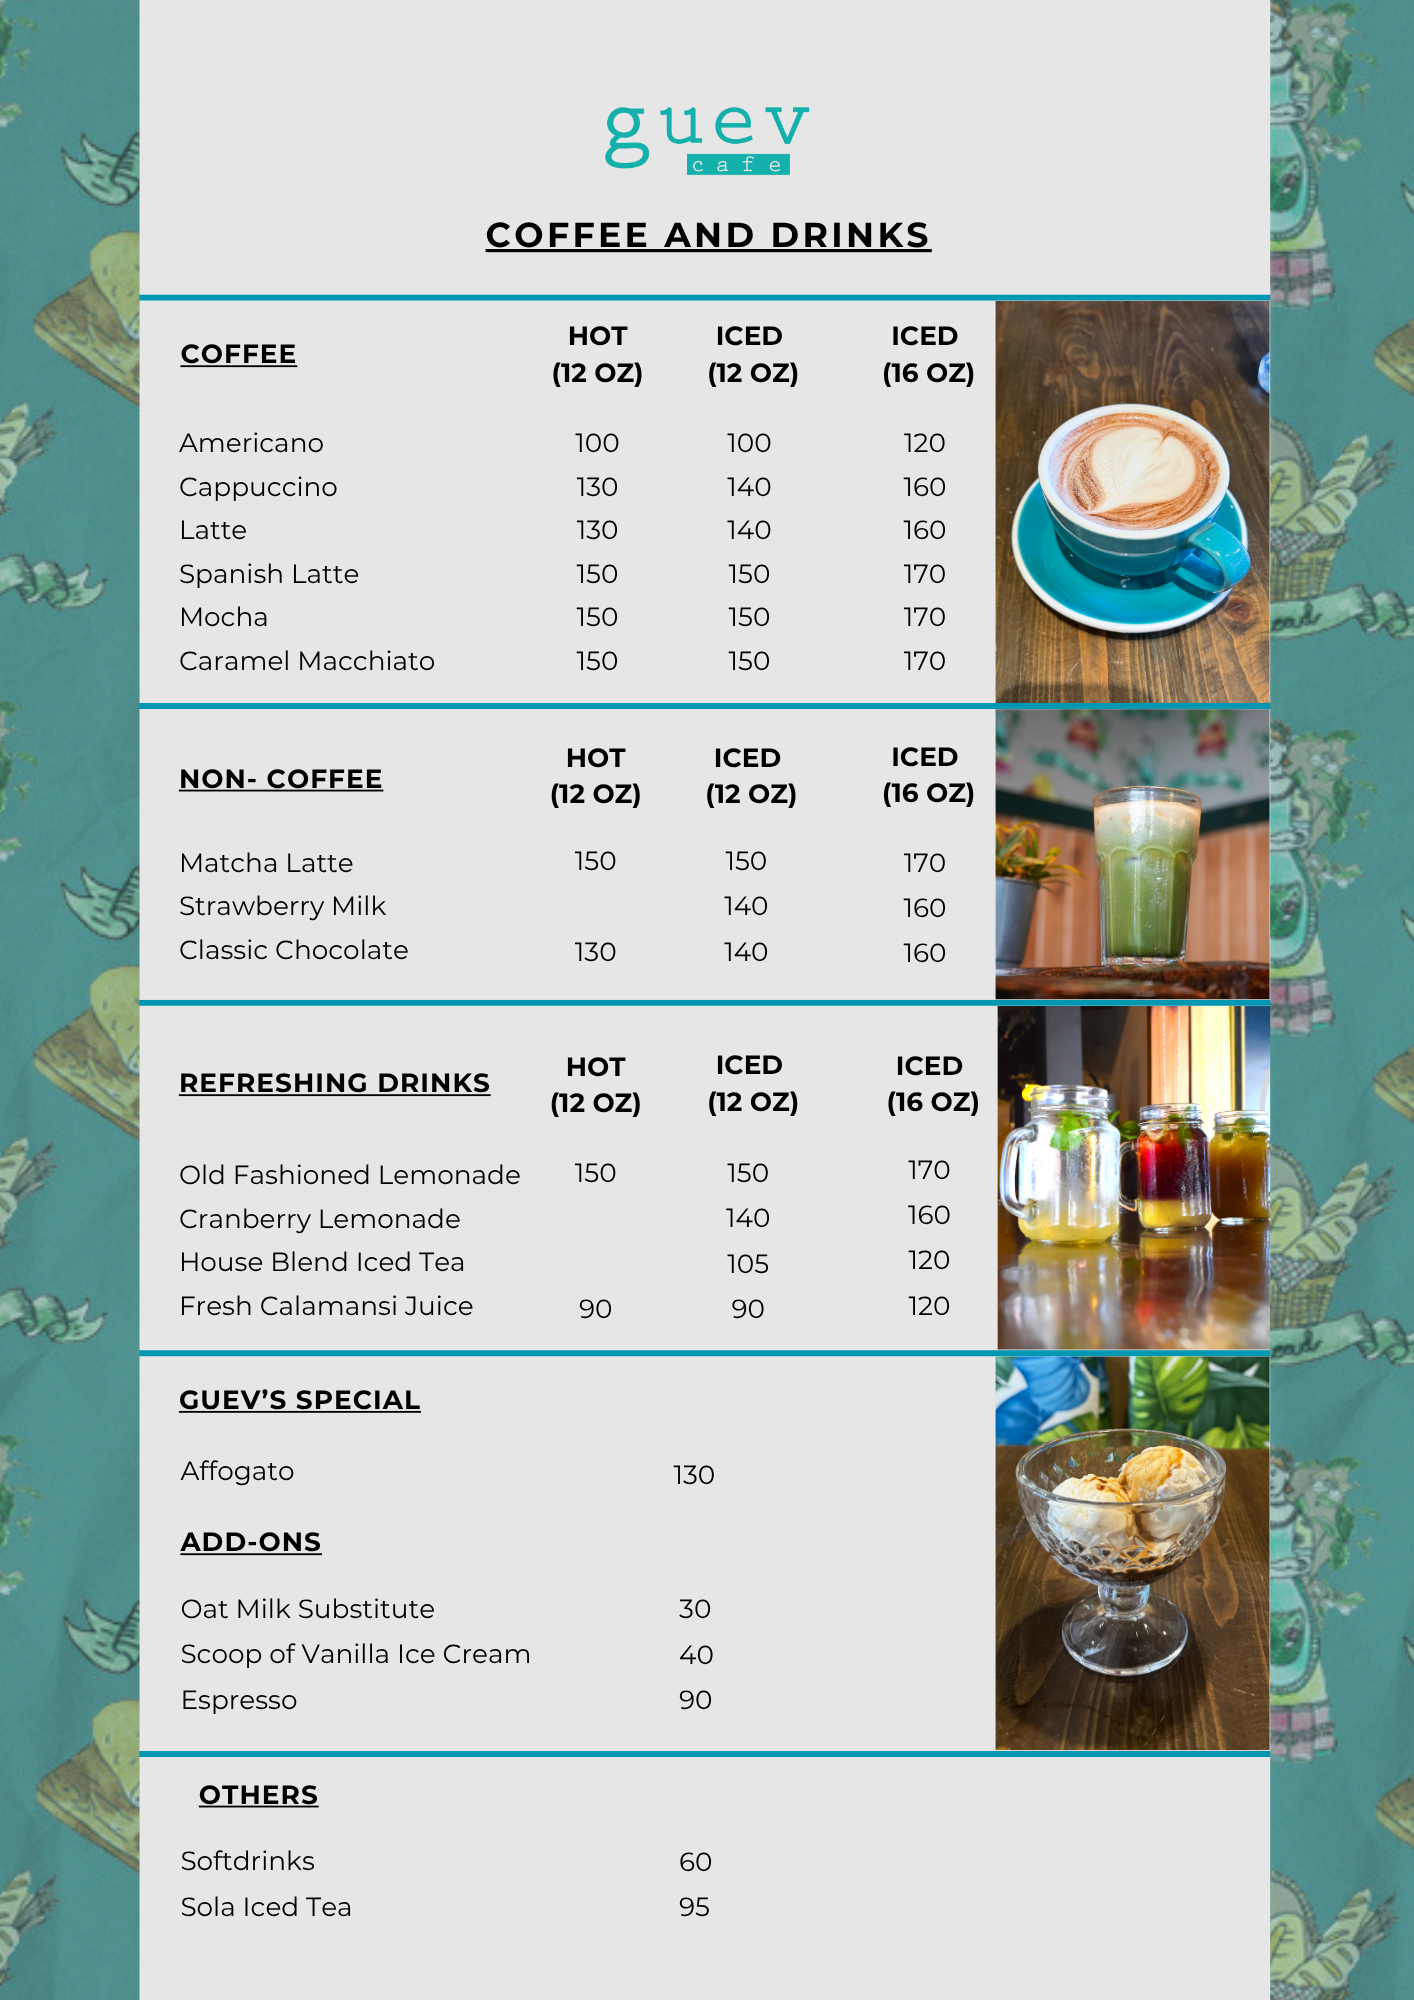 guev
cafe
COFFEE AND DRINKS
COFFEE HOT (12 OZ) ICED (12 OZ) ICED (16 OZ)
Americano 100 100 120
Cappuccino 130 140 160
Latte 130 140 160
Spanish Latte 150 150 170
Mocha 150 150 170
Caramel Macchiato 150 150 170
NON- COFFEE HOT (12 OZ) ICED (12 OZ) ICED (16 OZ)
Matcha Latte 150 150 170
Strawberry Milk 140 160
Classic Chocolate 130 140 160
REFRESHING DRINKS HOT (12 OZ) ICED (12 OZ) ICED (16 OZ)
Old Fashioned Lemonade 150 150 170
Cranberry Lemonade 140 160
House Blend Iced Tea 105 120
Fresh Calamansi Juice 90 90 120
GUEV'S SPECIAL
Affogato 130
ADD-ONS
Oat Milk Substitute 30
Scoop of Vanilla Ice Cream 40
Espresso 90
OTHERS
Softdrinks 60
Sola Iced Tea 95